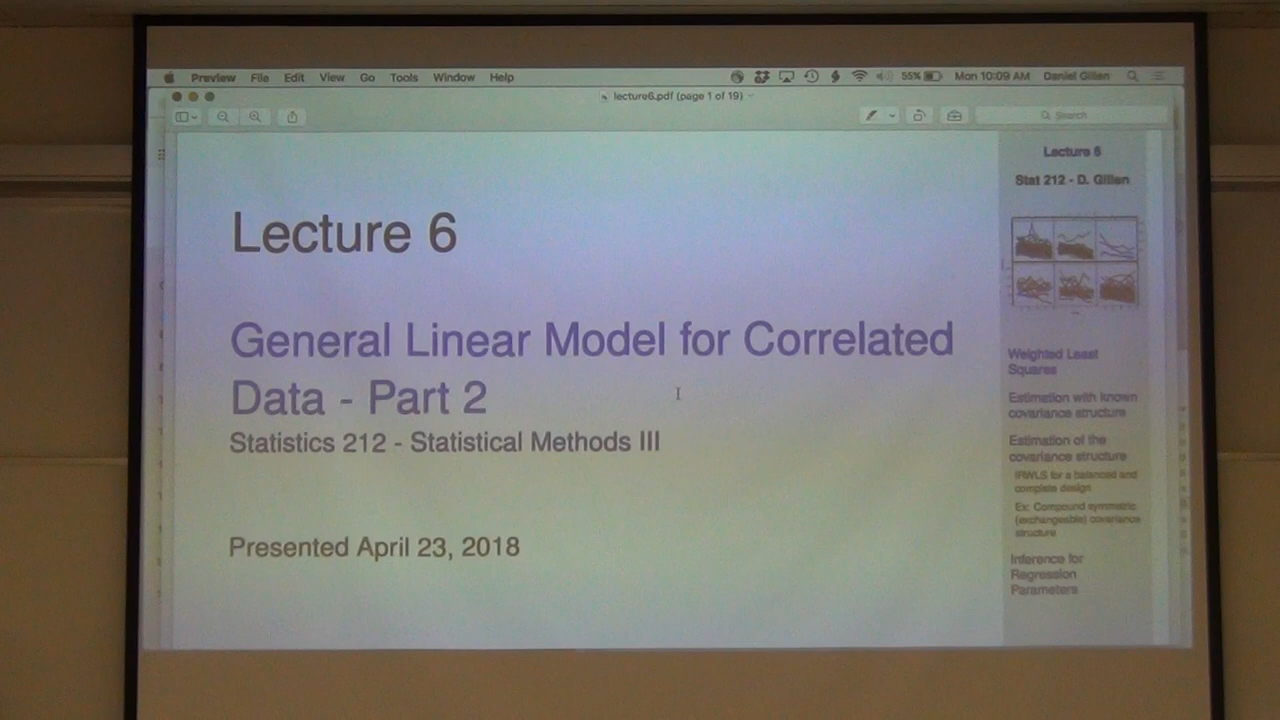 Preview File Edit View Go Tools Window Help 55% Mon 10:09 AM Daniel Gillen
lecture6.pdf (page 1 of 19)
Search
Lecture 6
General Linear Model for Correlated
Data - Part 2
Statistics 212 - Statistical Methods III
Presented April 23, 2018
Lecture 6
Stat 212 - D. Gillen
Weighted Least
Squares
Estimation with known
covariance structure
Estimation of the
covariance structure
IRWLS for a balanced and
complete design
Ex: Compound symmetric
(exchangeable) covariance
structure
Inference for
Regression
Parameters